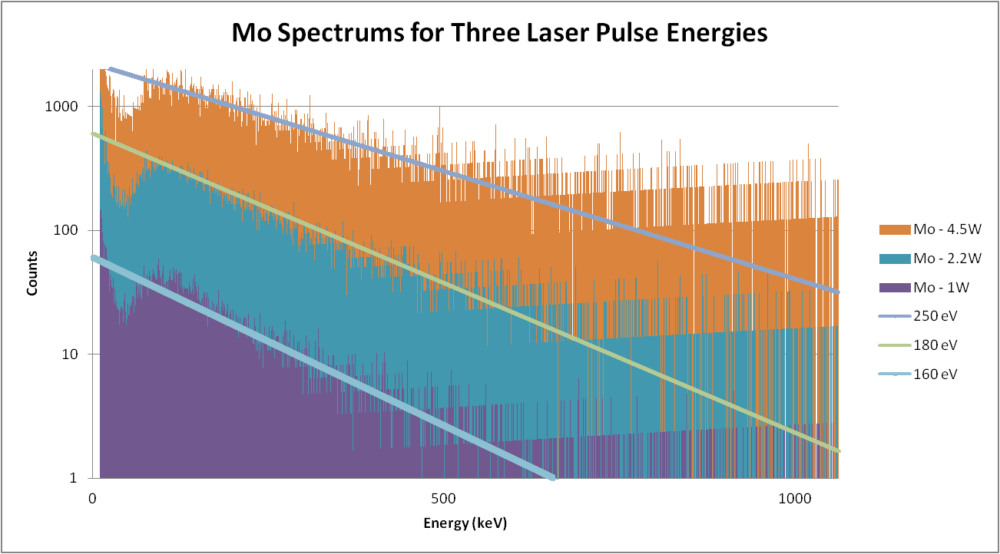 Mo Spectrums for Three Laser Pulse Energies
1000
100
10
1
0
500
1000
Counts
Energy (keV)
Mo - 4.5W
Mo - 2.2W
Mo - 1W
250 eV
180 eV
160 eV